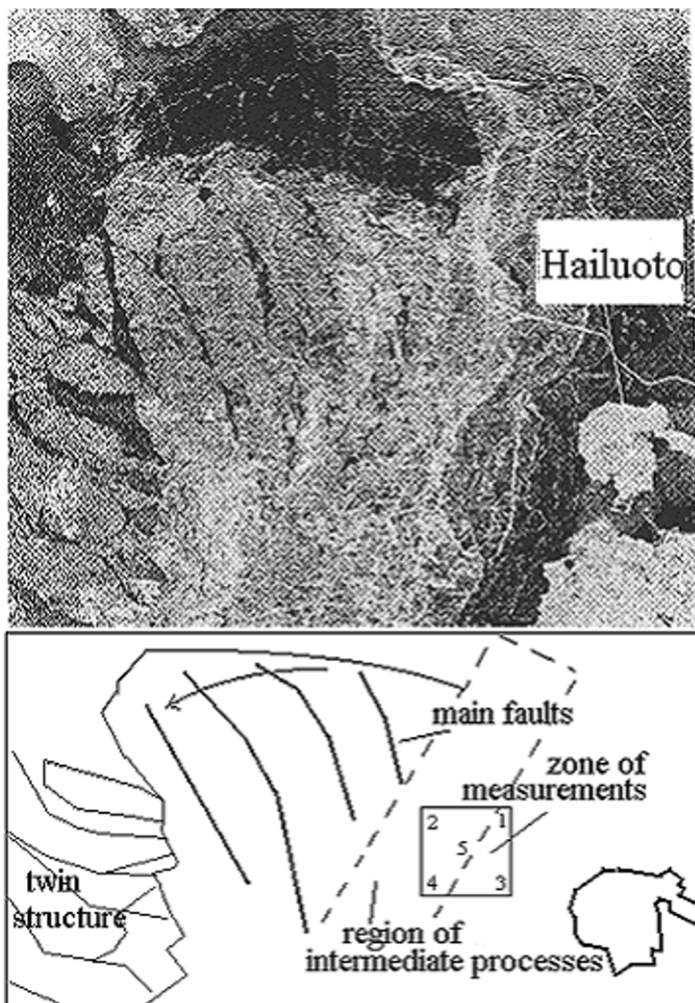 Hailuoto
main faults
zone of
measurements
2
1
5
4
3
twin
structure
region of
intermediate processes